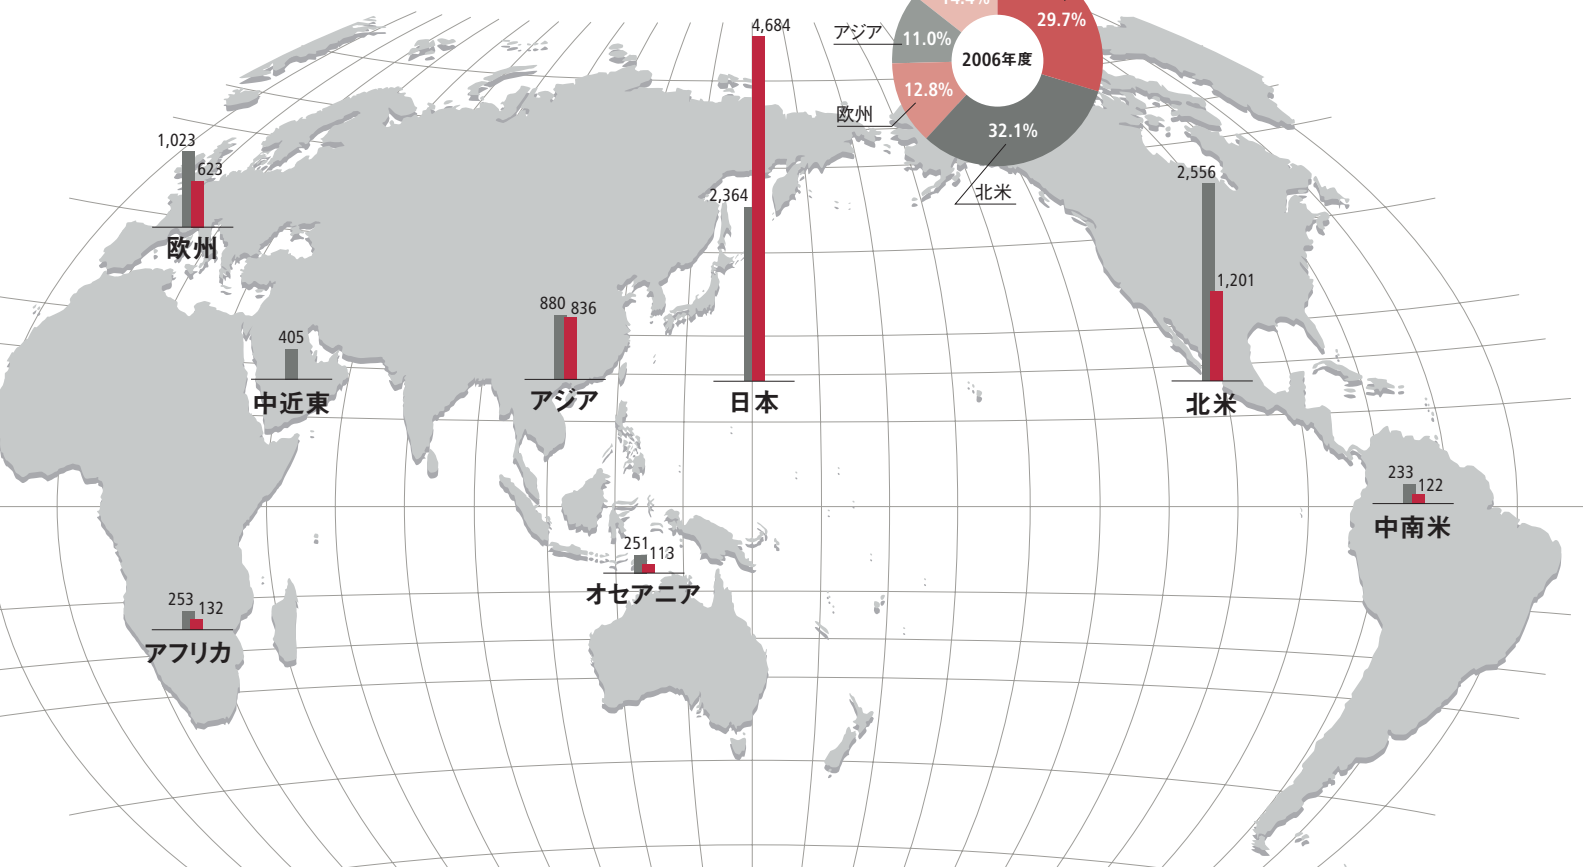 14.4%
29.7%
4,684
アジア
11.0%
2006年度
12.8%
欧州
32.1%
北米
1,023
623
欧州
2,364
日本
2,556
1,201
北米
880
836
アジア
405
中近東
233
122
中南米
251
113
オセアニア
253
132
アフリカ